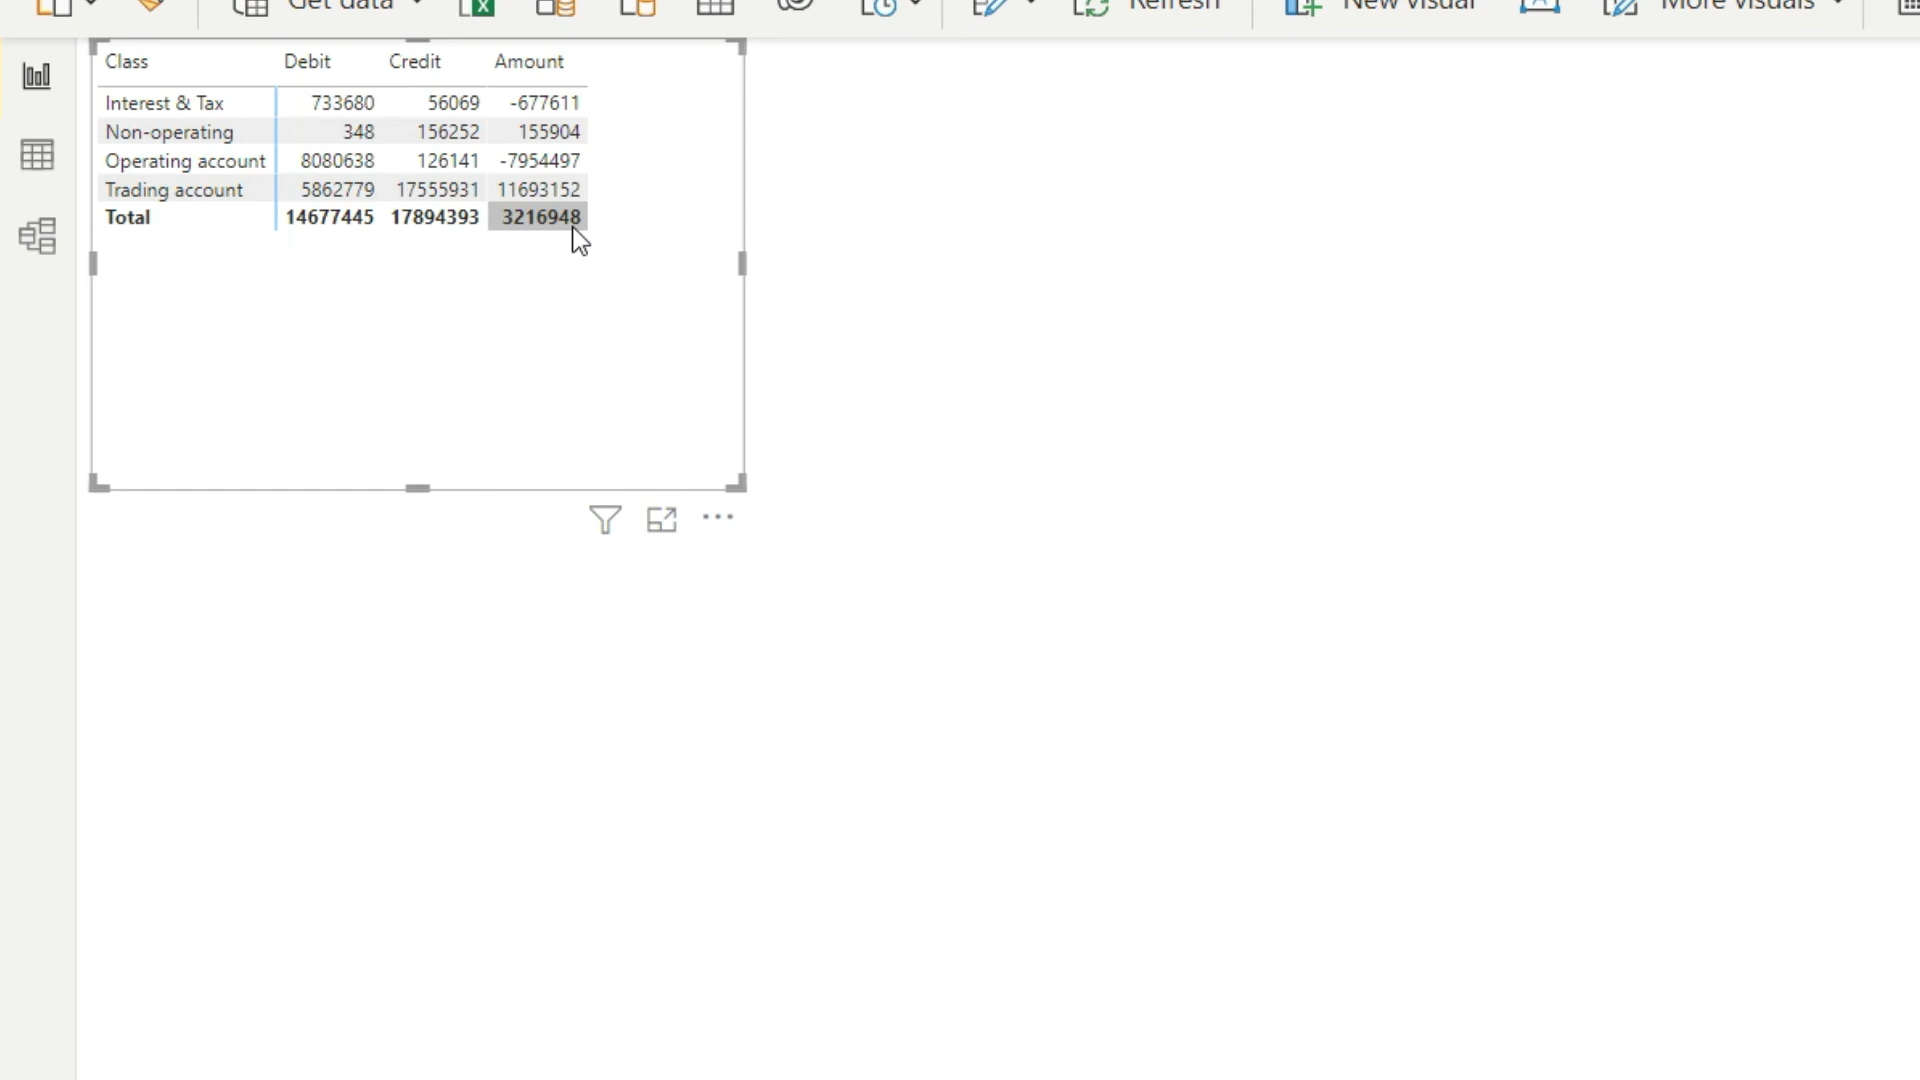 Get data Refresh New visual More visuals
Class Debit Credit Amount
Interest & Tax 733680 56069 -677611
Non-operating 348 156252 155904
Operating account 8080638 126141 -7954497
Trading account 5862779 17555931 11693152
Total 14677445 17894393 3216948